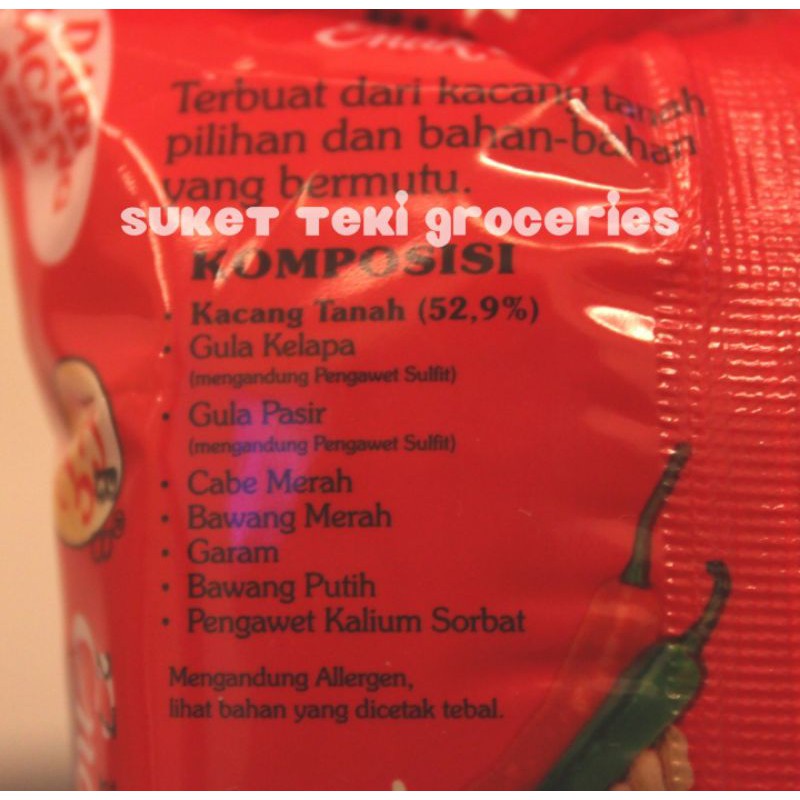 Enak
Terbuat dari kacang tanah
pilihan dan bahan-bahan
yang bermutu.
SUKET TEKI GROCERIES
KOMPOSISI
• Kacang Tanah (52,9%)
• Gula Kelapa
(mengandung Pengawet Sulfit)
• Gula Pasir
(mengandung Pengawet Sulfit)
• Cabe Merah
• Bawang Merah
• Garam
• Bawang Putih
• Pengawet Kalium Sorbat
Mengandung Allergen,
lihat bahan yang dicetak tebal.